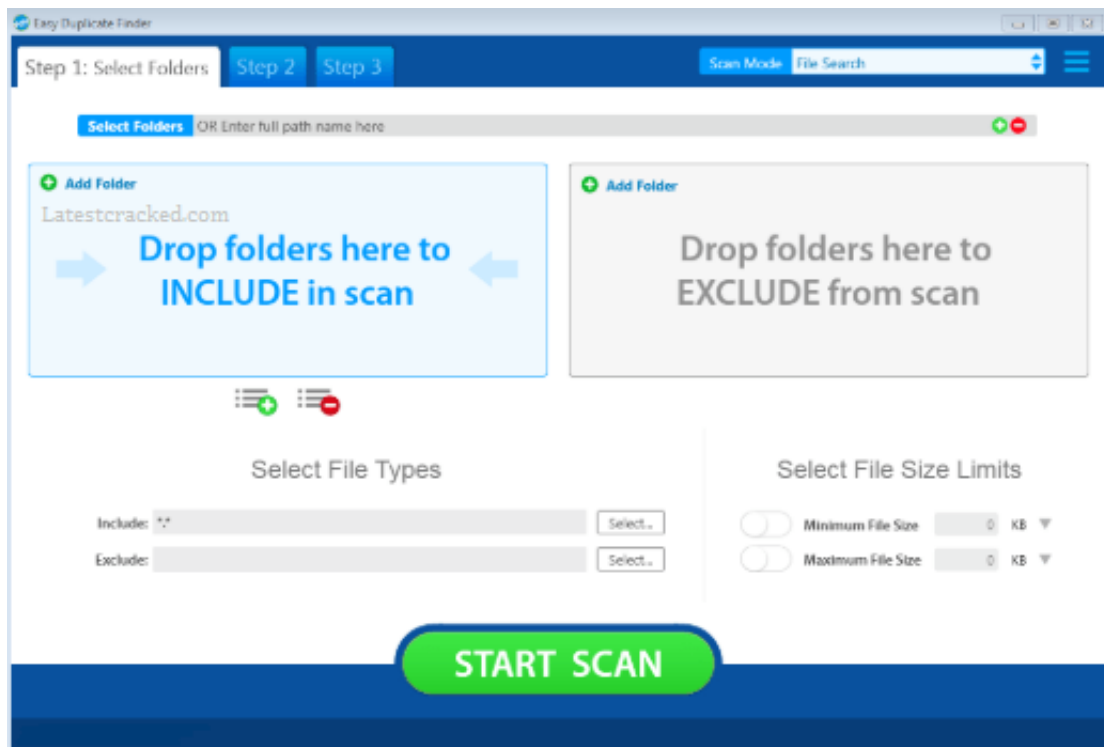 Easy Duplicate Finder
Step 1: Select Folders Step 2 Step 3 Scan Mode File Search
Select Folders OR Enter full path name here
Add Folder Add Folder
Latestcracked.com
Drop folders here to
INCLUDE in scan
Drop folders here to
EXCLUDE from scan
Select File Types Select File Size Limits
Include: *.* Select... Minimum File Size 0 KB
Exclude: Select... Maximum File Size 0 KB
START SCAN